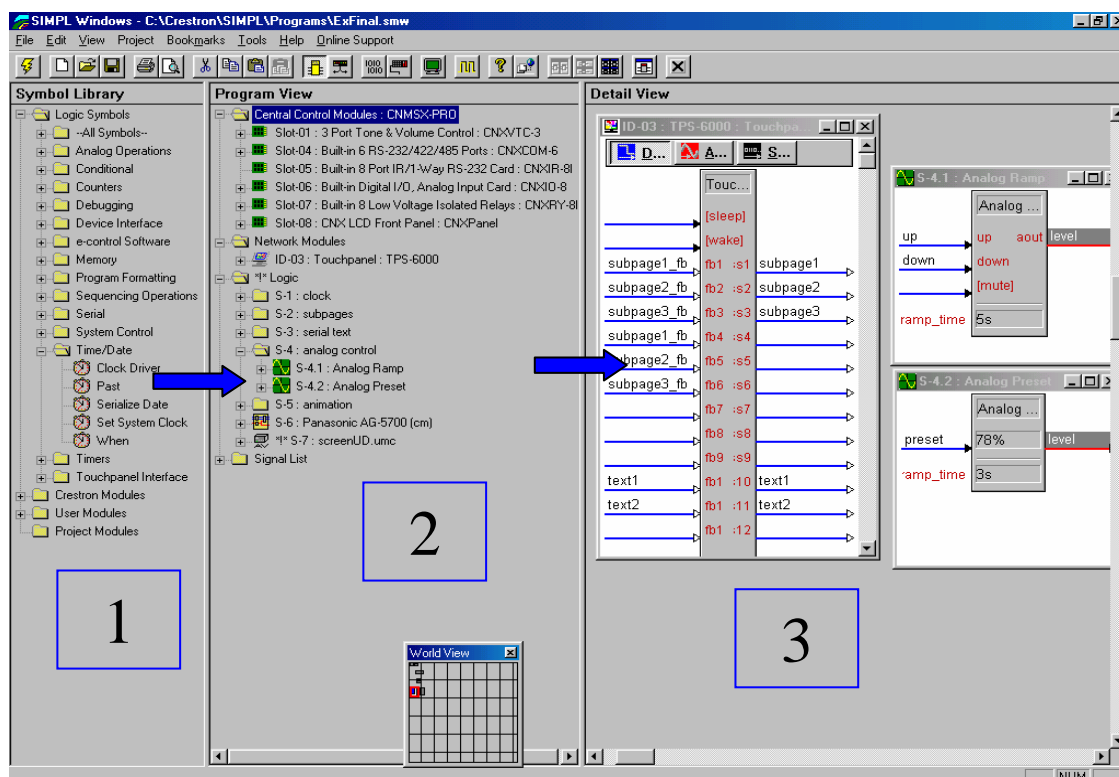 SIMPL Windows - C:\Crestron\SIMPL\Programs\ExFinal.smw
File Edit View Project Bookmarks Tools Help Online Support
Symbol Library
Logic Symbols
--All Symbols--
Analog Operations
Conditional
Counters
Debugging
Device Interface
e-control Software
Memory
Program Formatting
Sequencing Operations
Serial
System Control
Time/Date
Clock Driver
Past
Serialize Date
Set System Clock
When
Timers
Touchpanel Interface
Crestron Modules
User Modules
Project Modules
1
Program View
Central Control Modules : CNMSX-PRO
Slot-01 : 3 Port Tone & Volume Control : CNXVTC-3
Slot-04 : Built-in 6 RS-232/422/485 Ports : CNXCOM-6
Slot-05 : Built-in 8 Port IR/1-Way RS-232 Card : CNXIR-8I
Slot-06 : Built-in Digital I/O, Analog Input Card : CNXIO-8
Slot-07 : Built-in 8 Low Voltage Isolated Relays : CNXRY-8I
Slot-08 : CNX LCD Front Panel : CNXPanel
Network Modules
ID-03 : Touchpanel : TPS-6000
"!" Logic
S-1 : clock
S-2 : subpages
S-3 : serial text
S-4 : analog control
S-4.1 : Analog Ramp
S-4.2 : Analog Preset
S-5 : animation
S-6 : Panasonic AG-5700 (cm)
"!" S-7 : screenUD.umc
Signal List
2
World View
Detail View
ID-03 : TPS-6000 : Touchpa...
D... A... S...
Touc...
[sleep]
[wake]
subpage1_fb fb1 :s1 subpage1
subpage2_fb fb2 :s2 subpage2
subpage3_fb fb3 :s3 subpage3
subpage1_fb fb4 :s4
subpage2_fb fb5 :s5
subpage3_fb fb6 :s6
fb7 :s7
fb8 :s8
fb9 :s9
text1 fb1 :10 text1
text2 fb1 :11 text2
fb1 :12
S-4.1 : Analog Ramp
Analog ...
up up aout level
down down
[mute]
ramp_time 5s
S-4.2 : Analog Preset
Analog ...
preset 78% level
ramp_time 3s
3
NUM